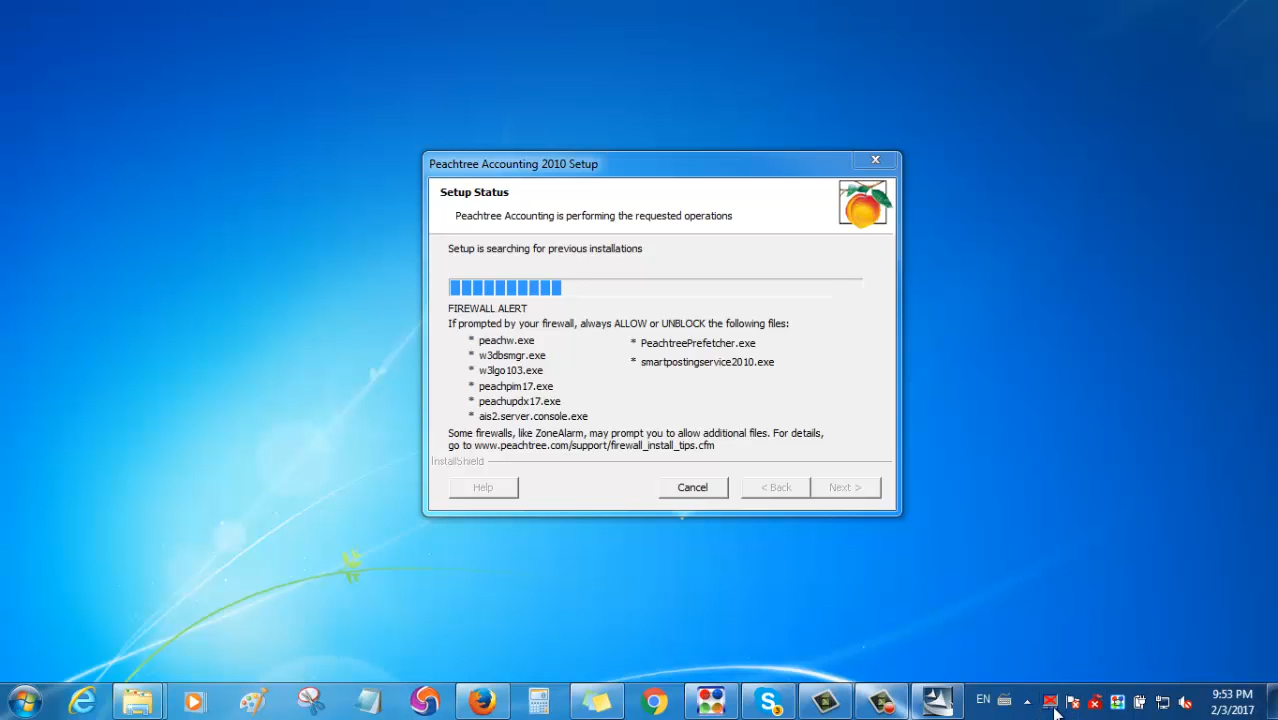 Peachtree Accounting 2010 Setup
Setup Status
Peachtree Accounting is performing the requested operations
Setup is searching for previous installations
FIREWALL ALERT
If prompted by your firewall, always ALLOW or UNBLOCK the following files:
* peachw.exe
* w3dbsmgr.exe
* w3lgo103.exe
* peachpim17.exe
* peachupdx17.exe
* ais2.server.console.exe
* PeachtreePrefetcher.exe
* smartpostingservice2010.exe
Some firewalls, like ZoneAlarm, may prompt you to allow additional files. For details,
go to www.peachtree.com/support/firewall_install_tips.cfm
InstallShield
Help
Cancel
< Back
Next >
EN
9:53 PM
2/3/2017